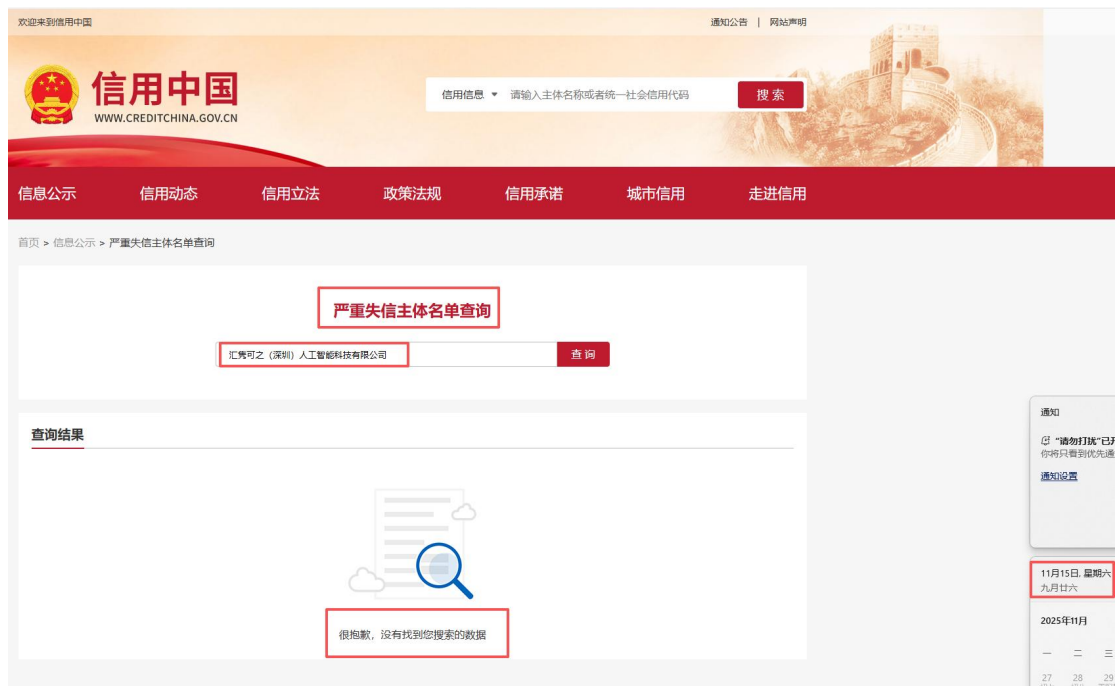 欢迎来到信用中国
通知公告 | 网站声明
信用中国
WWW.CREDITCHINA.GOV.CN
信用信息 请输入主体名称或者统一社会信用代码 搜索
信息公示 信用动态 信用立法 政策法规 信用承诺 城市信用 走进信用
首页 > 信息公示 > 严重失信主体名单查询
严重失信主体名单查询
汇隽可之（深圳）人工智能科技有限公司 查询
查询结果
很抱歉，没有找到您搜索的数据
通知
“请勿打扰”已开
你将只看到优先通
通知设置
11月15日, 星期六
九月廿六
2025年11月
一 二 三
27 28 29